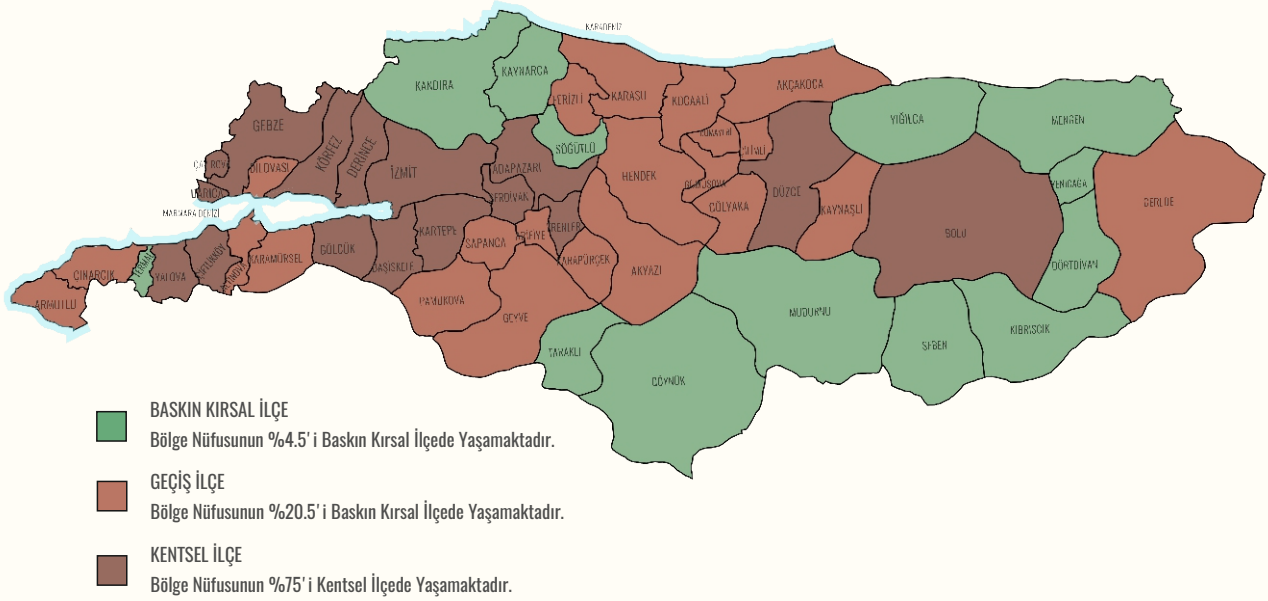 KARADENİZ
KANDIRA
KAYNARCA
KARASU
KOCAALİ
AKÇAKOCA
YIĞILCA
MENGEN
GEBZE
KÖRFEZ
DERİNCE
İZMİT
DİLOVASI
ADAPAZARI
SÖĞÜTLÜ
HENDEK
DÜZCE
KAYNAŞLI
GÖLYAKA
BOLU
YENİÇAĞA
GEREDE
DÖRTDİVAN
MARMARA DENİZİ
SERDİVAN
KARTEPE
SAPANCA
GÖLCÜK
BAŞİSKELE
KARAMÜRSEL
ÇINARCIK
YALOVA
ARMUTLU
KARAPÜRÇEK
AKYAZI
PAMUKOVA
GEYVE
TARAKLI
GÖYNÜK
MUDURNU
SEBEN
KIBRISCIK
BASKIN KIRSAL İLÇE
Bölge Nüfusunun %4.5'i Baskın Kırsal İlçede Yaşamaktadır.
GEÇİŞ İLÇE
Bölge Nüfusunun %20.5'i Baskın Kırsal İlçede Yaşamaktadır.
KENTSEL İLÇE
Bölge Nüfusunun %75'i Kentsel İlçede Yaşamaktadır.